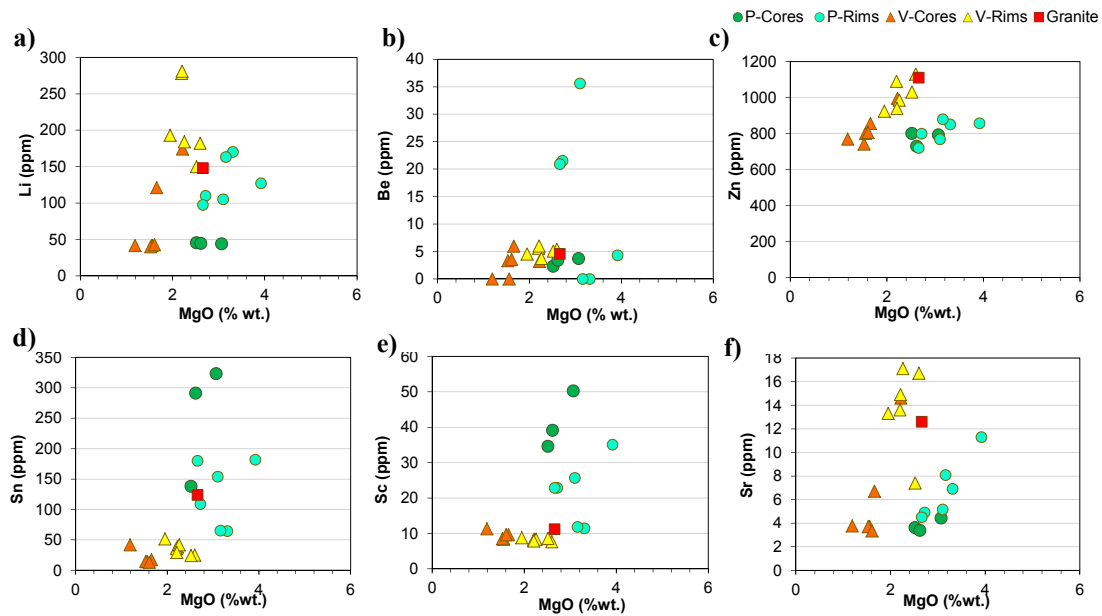 P-Cores P-Rims V-Cores V-Rims Granite
a)
300
250
200
150
100
50
0
Li (ppm)
0 2 4 6
MgO (% wt.)
b)
40
35
30
25
20
15
10
5
0
Be (ppm)
0 2 4 6
MgO (% wt.)
c)
1200
1000
800
600
400
200
0
Zn (ppm)
0 2 4 6
MgO (% wt.)
d)
350
300
250
200
150
100
50
0
Sn (ppm)
0 2 4 6
MgO (% wt.)
e)
60
50
40
30
20
10
0
Sc (ppm)
0 2 4 6
MgO (%wt.)
f)
18
16
14
12
10
8
6
4
2
0
Sr (ppm)
0 2 4 6
MgO (% wt.)